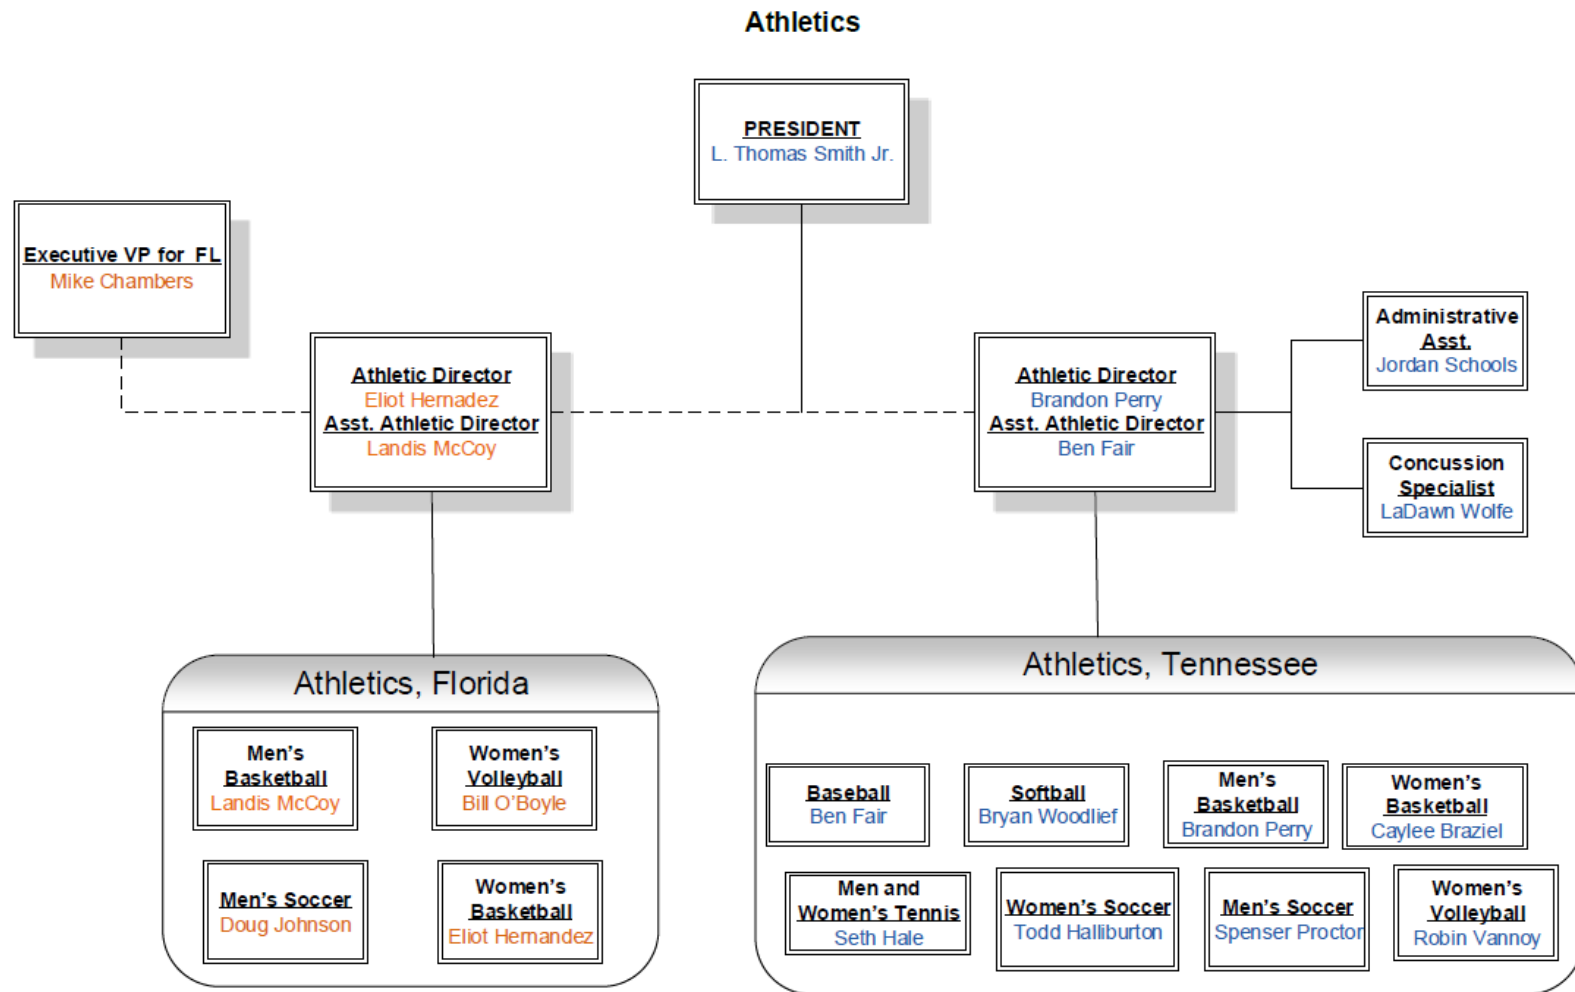 Athletics
PRESIDENT
L. Thomas Smith Jr.
Executive VP for FL
Mike Chambers
Athletic Director
Eliot Hernadez
Asst. Athletic Director
Landis McCoy
Athletic Director
Brandon Perry
Asst. Athletic Director
Ben Fair
Administrative
Asst.
Jordan Schools
Concussion
Specialist
LaDawn Wolfe
Athletics, Florida
Men's
Basketball
Landis McCoy
Women's
Volleyball
Bill O'Boyle
Men's Soccer
Doug Johnson
Women's
Basketball
Eliot Hernandez
Athletics, Tennessee
Baseball
Ben Fair
Softball
Bryan Woodlief
Men's
Basketball
Brandon Perry
Women's
Basketball
Caylee Braziel
Men and
Women's Tennis
Seth Hale
Women's Soccer
Todd Halliburton
Men's Soccer
Spenser Proctor
Women's
Volleyball
Robin Vannoy